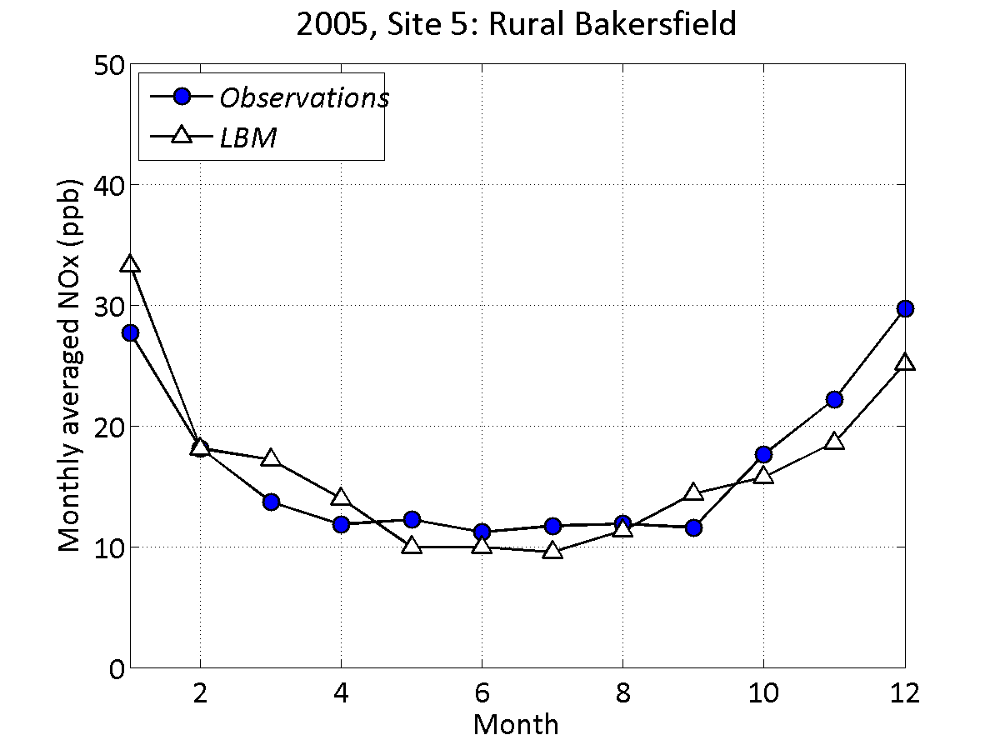 2005, Site 5: Rural Bakersfield
Observations
LBM
Monthly averaged NOx (ppb)
50
40
30
20
10
0
2 4 6 8 10 12
Month